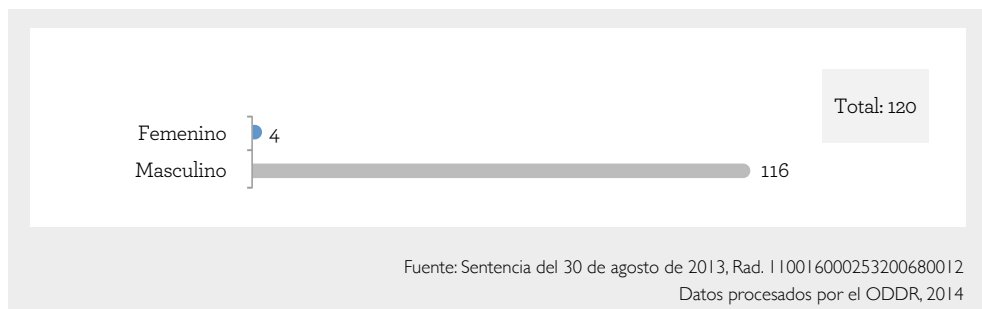 Total: 120
Femenino 4
Masculino 116
Fuente: Sentencia del 30 de agosto de 2013, Rad. 110016000253200680012
Datos procesados por el ODDR, 2014